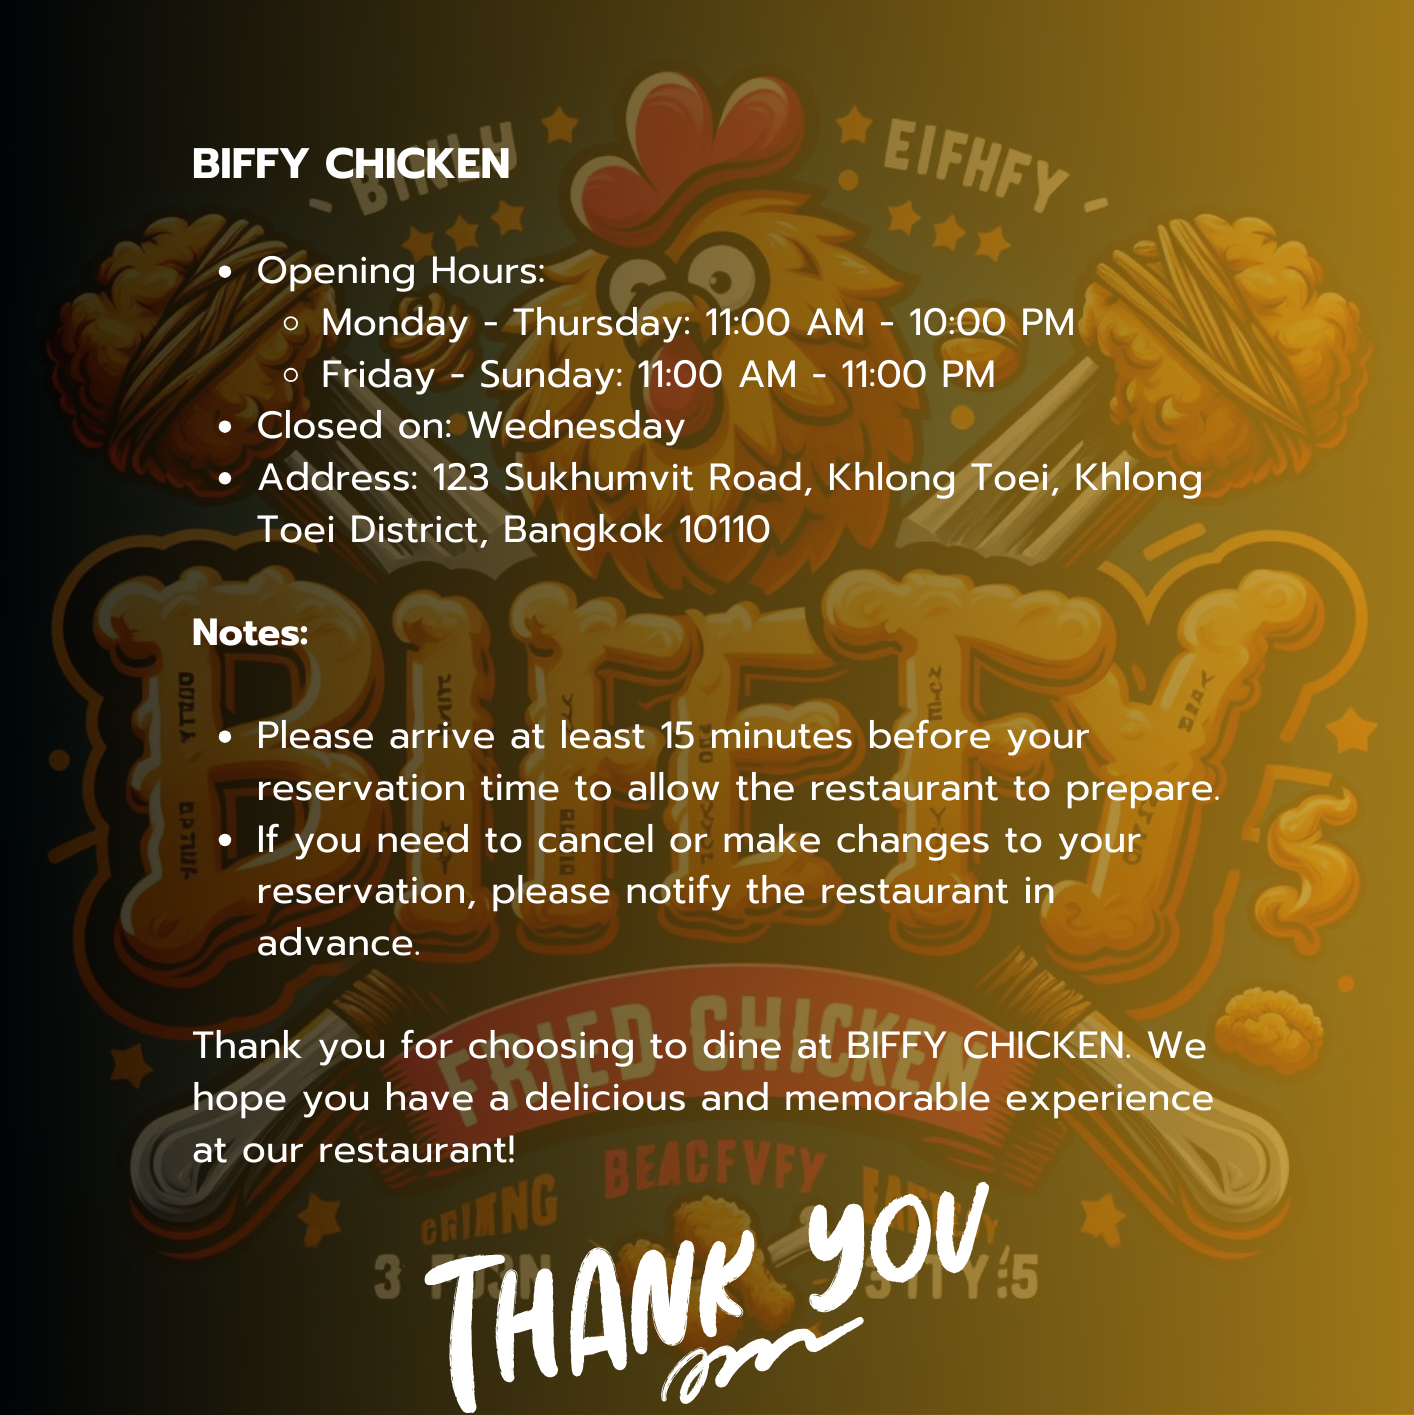 BIFFY CHICKEN
• Opening Hours:
◦ Monday - Thursday: 11:00 AM - 10:00 PM
◦ Friday - Sunday: 11:00 AM - 11:00 PM
• Closed on: Wednesday
• Address: 123 Sukhumvit Road, Khlong Toei, Khlong
Toei District, Bangkok 10110
Notes:
• Please arrive at least 15 minutes before your
reservation time to allow the restaurant to prepare.
• If you need to cancel or make changes to your
reservation, please notify the restaurant in
advance.
Thank you for choosing to dine at BIFFY CHICKEN. We
hope you have a delicious and memorable experience
at our restaurant!
THANK YOU
EIFHFY
FRIED CHICKEN
BEACFVFY